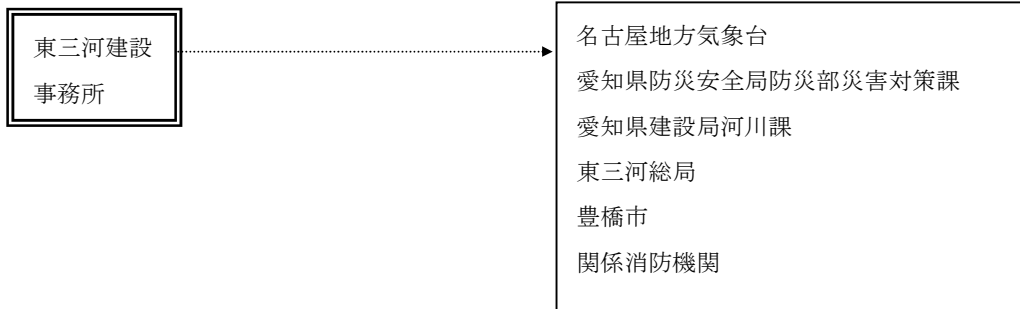 東三河建設
事務所
名古屋地方気象台
愛知県防災安全局防災部災害対策課
愛知県建設局河川課
東三河総局
豊橋市
関係消防機関